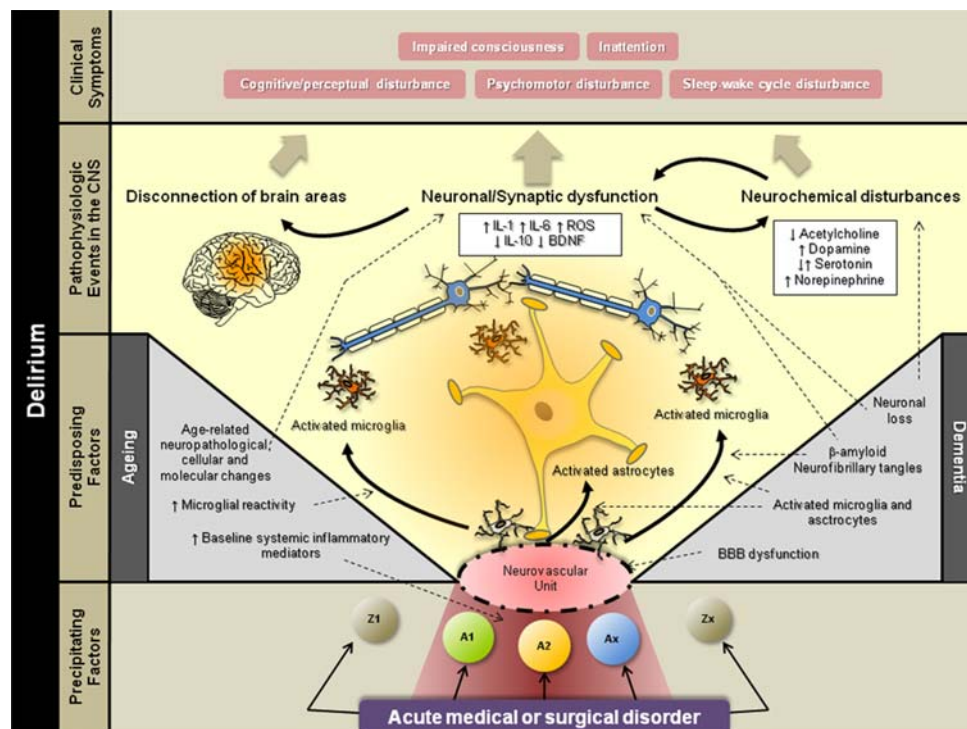 Delirium
Clinical
Symptoms
Impaired consciousness
Inattention
Cognitive/perceptual disturbance
Psychomotor disturbance
Sleep-wake cycle disturbance
Pathophysiologic
Events in the CNS
Disconnection of brain areas
Neuronal/Synaptic dysfunction
Neurochemical disturbances
↑ IL-1 ↑ IL-6 ↑ ROS
↓ IL-10 ↓ BDNF
↓ Acetylcholine
↑ Dopamine
↓↑ Serotonin
↑ Norepinephrine
Predisposing
Factors
Ageing
Age-related
neuropathological,
cellular and
molecular changes
↑ Microglial reactivity
↑ Baseline systemic inflammatory
mediators
Activated microglia
Activated astrocytes
Activated microglia
Neuronal
loss
β-amyloid
Neurofibrillary tangles
Activated microglia and
asctrocytes
BBB dysfunction
Dementia
Neurovascular
Unit
Precipitating
Factors
Z1
A1
A2
Ax
Zx
Acute medical or surgical disorder